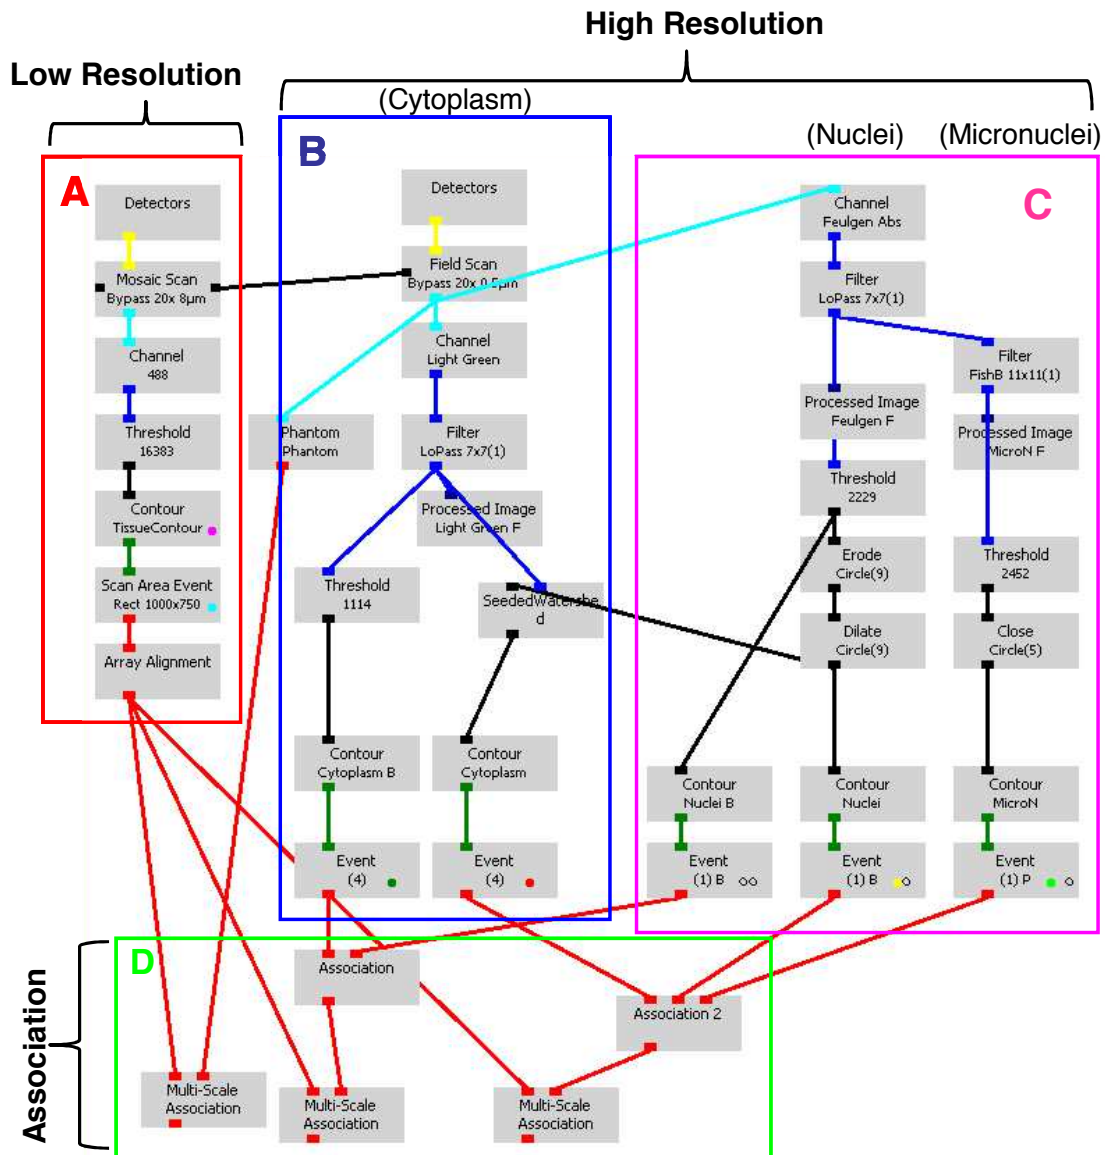 High Resolution
Low Resolution
(Cytoplasm)
(Nuclei)
(Micronuclei)
A
Detectors
Mosaic Scan
Bypass 20x 8µm
Channel
488
Threshold
16383
Contour
TissueContour
Scan Area Event
Rect 1000x750
Array Alignment
B
Detectors
Field Scan
Bypass 20x 0.5µm
Channel
Light Green
Phantom
Phantom
Filter
LoPass 7x7(1)
Processed Image
Light Green F
Threshold
1114
SeededWatershe
d
Contour
Cytoplasm B
Contour
Cytoplasm
Event
(4)
Event
(4)
C
Channel
Feulgen Abs
Filter
LoPass 7x7(1)
Filter
FishB 11x11(1)
Processed Image
Feulgen F
Processed Image
MicroN F
Threshold
2229
Erode
Circle(9)
Threshold
2452
Dilate
Circle(9)
Close
Circle(5)
Contour
Nuclei B
Contour
Nuclei
Contour
MicroN
Event
(1) B
Event
(1) B
Event
(1) P
Association
D
Association
Association 2
Multi-Scale
Association
Multi-Scale
Association
Multi-Scale
Association